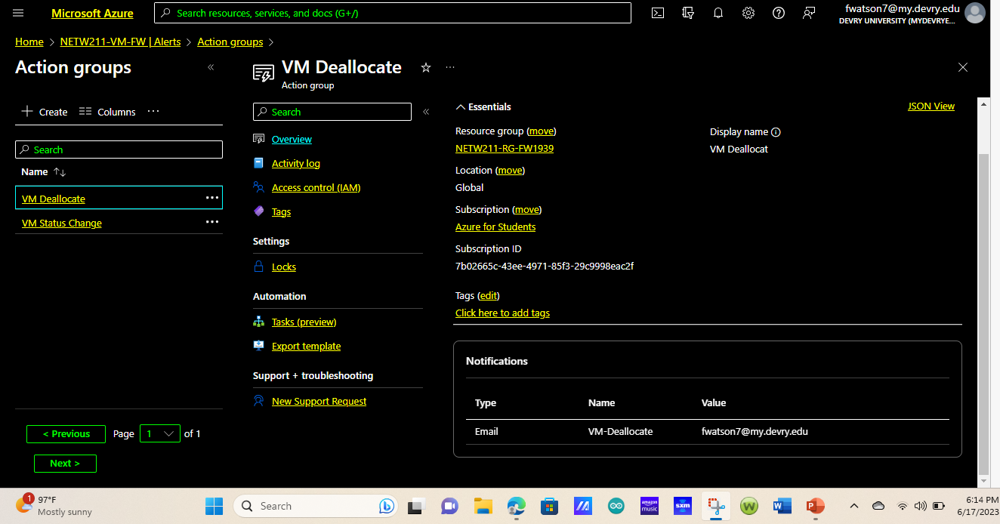 Microsoft Azure
Search resources, services, and docs (G+/)
fwatson7@my.devry.edu
DEVRY UNIVERSITY (MYDEVRYE...
Home > NETW211-VM-FW | Alerts > Action groups >
Action groups
«
VM Deallocate
...
Action group
Create
Columns
...
Search
Name
VM Deallocate
...
VM Status Change
...
< Previous
Page
1
of 1
Next >
Search
«
Overview
Activity log
Access control (IAM)
Tags
Settings
Locks
Automation
Tasks (preview)
Export template
Support + troubleshooting
New Support Request
Essentials
JSON View
Resource group (move)
NETW211-RG-FW1939
Location (move)
Global
Subscription (move)
Azure for Students
Subscription ID
7b02665c-43ee-4971-85f3-29c9998eac2f
Display name
VM Deallocat
Tags (edit)
Click here to add tags
Notifications
Type Name Value
Email VM-Deallocate fwatson7@my.devry.edu
1
97°F
Mostly sunny
Search
amazon music
sxm
W
W
P
6:14 PM
6/17/2023